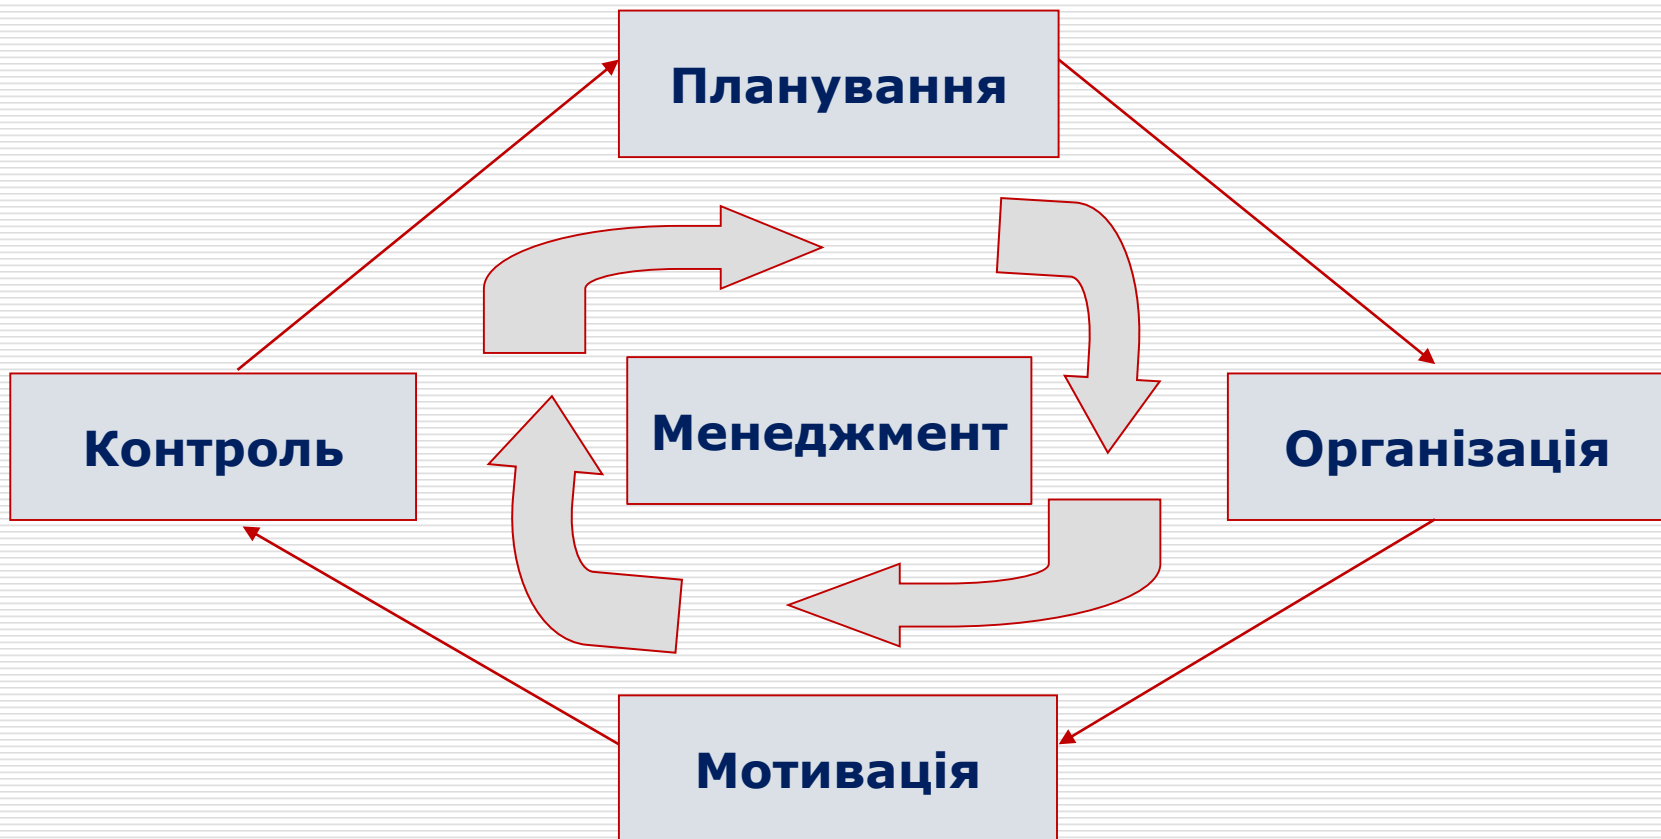 Планування
Контроль
Менеджмент
Організація
Мотивація